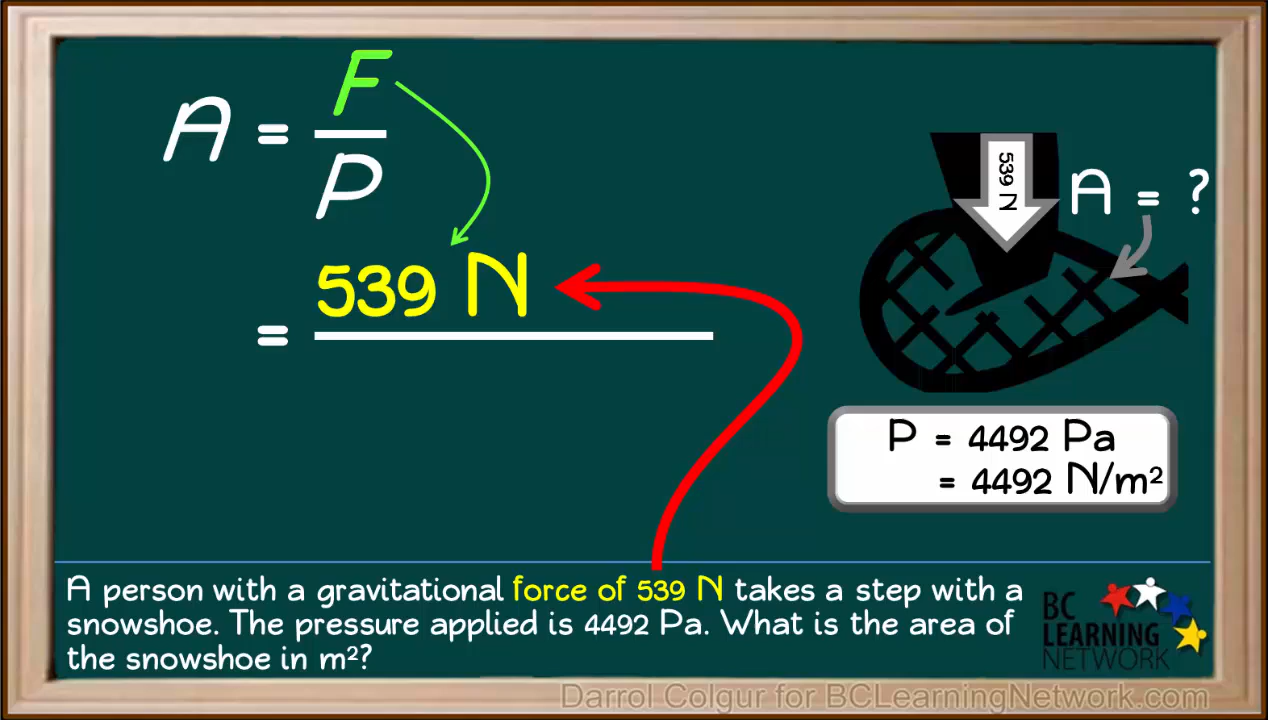 A = F
P
= 539 N
539 N
A = ?
P = 4492 Pa
= 4492 N/m²
A person with a gravitational force of 539 N takes a step with a
snowshoe. The pressure applied is 4492 Pa. What is the area of
the snowshoe in m²?
BC
LEARNING
NETWORK
Darrol Colgur for BCLearningNetwork.com